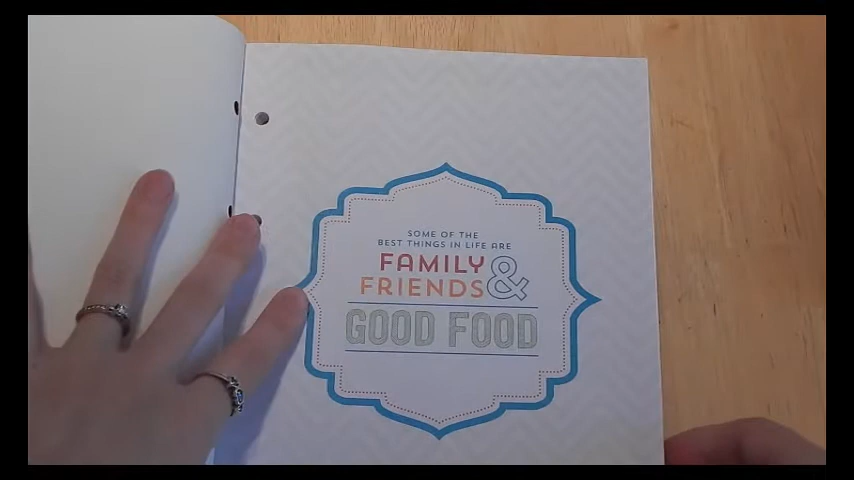 SOME OF THE
BEST THINGS IN LIFE ARE
FAMILY &
FRIENDS
GOOD FOOD